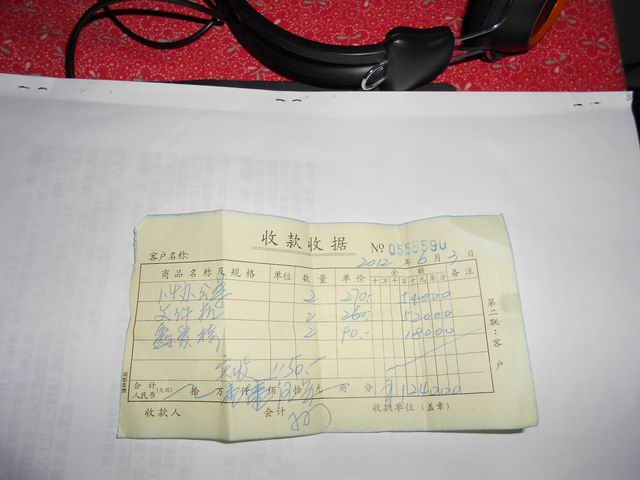 收款收据 № 0555590
客户名称: 2012 年 6 月 3 日
商品名称及规格 单位 数量 单价 金额 备注
十 万 千 百 十 元 角 分
小办公桌 2 270.- 54000
文件柜 2 260.- 52000
2 90.- 18000
实收 1150.-
合计 人民币 (大写) 拾 万 仟 佰 拾 元 角 分 ¥124000
收款人 会计 收款单位(盖章)
第二联:客户